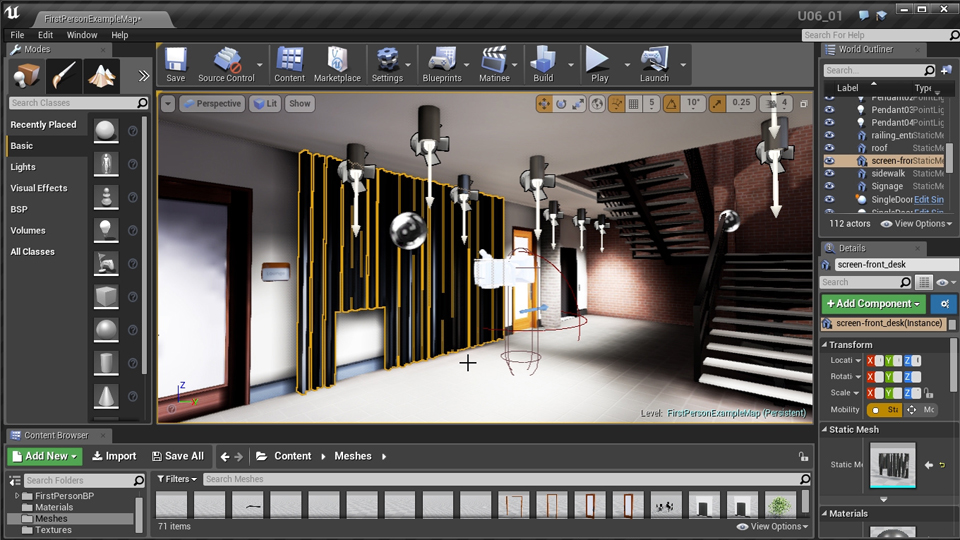 FirstPersonExampleMap*
U06_01
File Edit Window Help
Search For Help
Modes
Search Classes
Recently Placed
Basic
Lights
Visual Effects
BSP
Volumes
All Classes
Save
Source Control
Content
Marketplace
Settings
Blueprints
Matinee
Build
Play
Launch
Perspective
Lit
Show
5
10°
0.25
4
Z
Level: FirstPersonExampleMap (Persistent)
World Outliner
Search...
Label
Pendant03 PointLig
Pendant04 PointLig
railing_ent StaticMe
roof StaticMe
screen-fror StaticMe
sidewalk StaticMe
Signage StaticMe
SingleDoor Edit Sin
112 actors
View Options
Details
screen-front_desk
Search
+ Add Component
screen-front_desk(Instance)
Transform
Locati X Y Z
Rotati X Y Z
Scale X Y Z
Mobility Sta Mc
Static Mesh
Static M
Materials
Content Browser
Add New
Import
Save All
Content
Meshes
Search Folders
FirstPersonBP
Materials
Meshes
Textures
Filters
Search Meshes
71 items
View Options